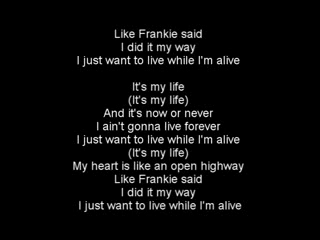 Like Frankie said
I did it my way
I just want to live while I'm alive
It's my life
(It's my life)
And it's now or never
I ain't gonna live forever
I just want to live while I'm alive
(It's my life)
My heart is like an open highway
Like Frankie said
I did it my way
I just want to live while I'm alive